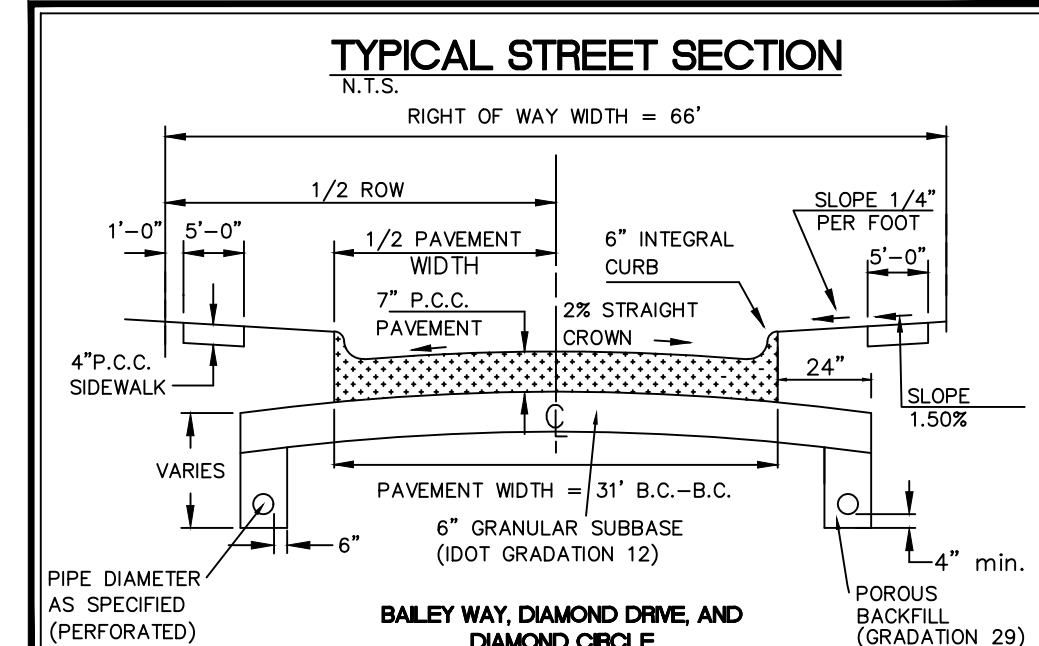 TYPICAL STREET SECTION
N.T.S.
RIGHT OF WAY WIDTH = 66'
1/2 ROW
SLOPE 1/4"
PER FOOT
1'-0"
5'-0"
1/2 PAVEMENT
WIDTH
6" INTEGRAL
CURB
5'-0"
7" P.C.C.
PAVEMENT
2% STRAIGHT
CROWN
4"P.C.C.
SIDEWALK
24"
SLOPE
1.50%
CL
VARIES
PAVEMENT WIDTH = 31' B.C.-B.C.
6" GRANULAR SUBBASE
(IDOT GRADATION 12)
6"
4" min.
PIPE DIAMETER
AS SPECIFIED
(PERFORATED)
POROUS
BACKFILL
(GRADATION 29)
BAILEY WAY, DIAMOND DRIVE, AND
DIAMOND CIRCLE